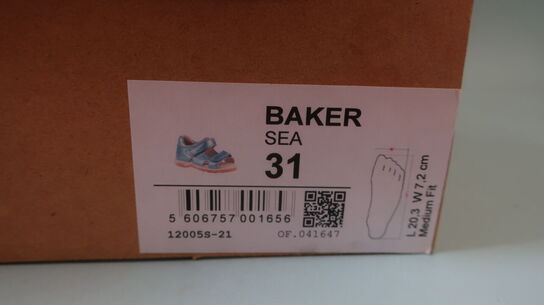 BAKER
SEA
31
5 606757 001656
12005S-21
OF.041647
L 20,3 W 7,2 cm
Medium Fit